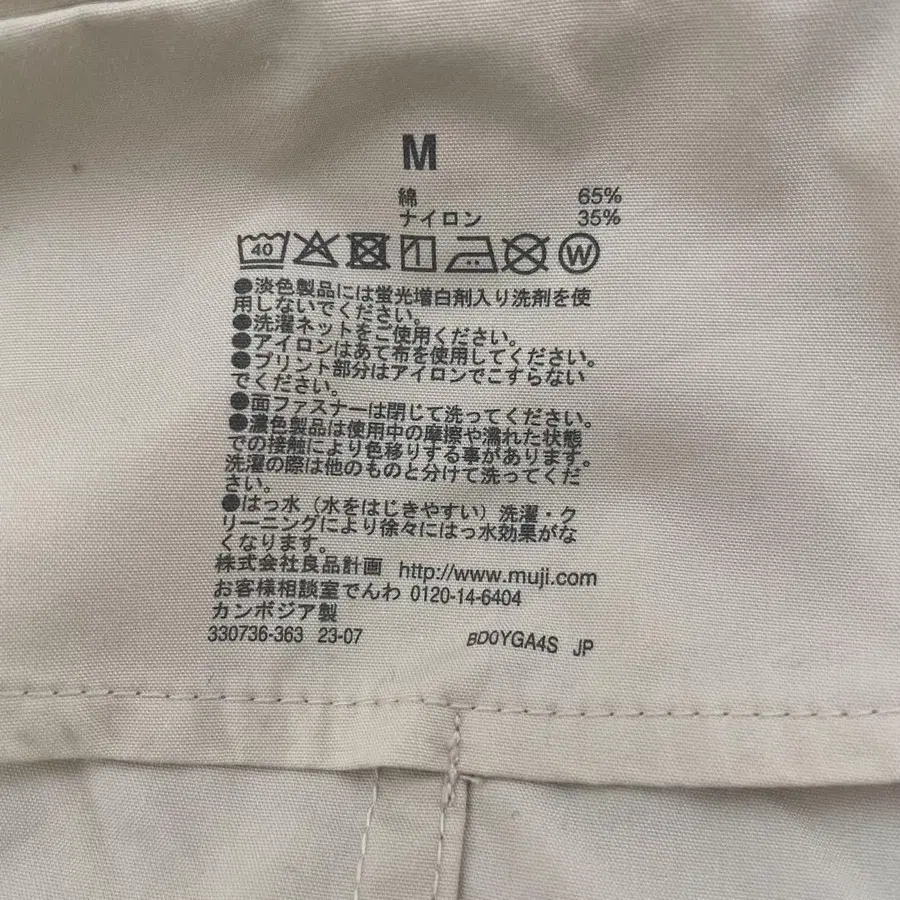 M
綿 65%
ナイロン 35%
40 W
●淡色製品には蛍光増白剤入り洗剤を使
用しないでください。
●洗濯ネットをご使用ください。
●アイロンはあて布を使用してください。
●プリント部分はアイロンでこすらない
でください。
●面ファスナーは閉じて洗ってください。
●濃色製品は使用中の摩擦や濡れた状態
での接触により色移りする事があります。
洗濯の際は他のものと分けて洗ってくだ
さい。
●はっ水（水をはじきやすい）洗濯・ク
リーニングにより徐々にはっ水効果がな
くなります。
株式会社良品計画 http://www.muji.com
お客様相談室でんわ 0120-14-6404
カンボジア製
330736-363 23-07 BD0YGA4S JP